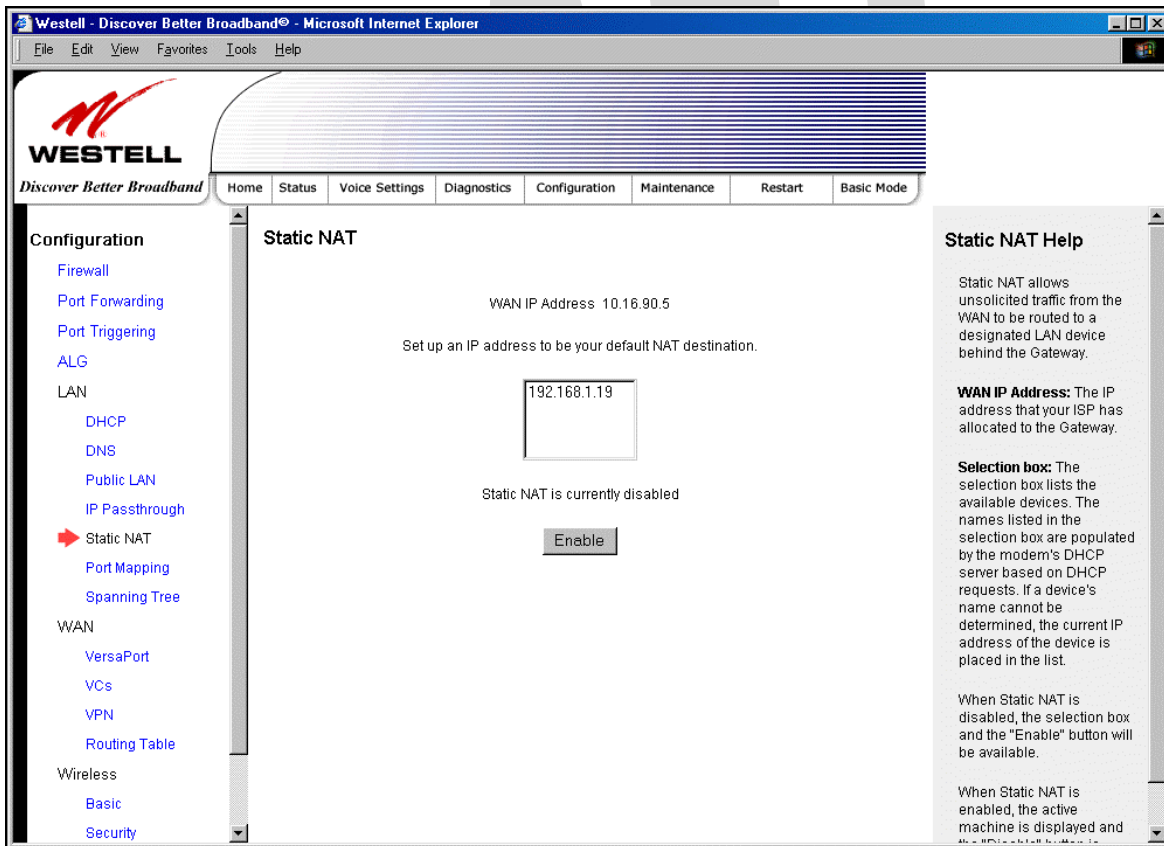 Westell - Discover Better Broadband® - Microsoft Internet Explorer
File Edit View Favorites Tools Help
WESTELL
Discover Better Broadband
Home Status Voice Settings Diagnostics Configuration Maintenance Restart Basic Mode
Configuration
Firewall
Port Forwarding
Port Triggering
ALG
LAN
DHCP
DNS
Public LAN
IP Passthrough
Static NAT
Port Mapping
Spanning Tree
WAN
VersaPort
VCs
VPN
Routing Table
Wireless
Basic
Security
Static NAT
WAN IP Address 10.16.90.5
Set up an IP address to be your default NAT destination.
192.168.1.19
Static NAT is currently disabled
Enable
Static NAT Help
Static NAT allows
unsolicited traffic from the
WAN to be routed to a
designated LAN device
behind the Gateway.
WAN IP Address: The IP
address that your ISP has
allocated to the Gateway.
Selection box: The
selection box lists the
available devices. The
names listed in the
selection box are populated
by the modem's DHCP
server based on DHCP
requests. If a device's
name cannot be
determined, the current IP
address of the device is
placed in the list.
When Static NAT is
disabled, the selection box
and the "Enable" button will
be available.
When Static NAT is
enabled, the active
machine is displayed and
the "Disable" button is